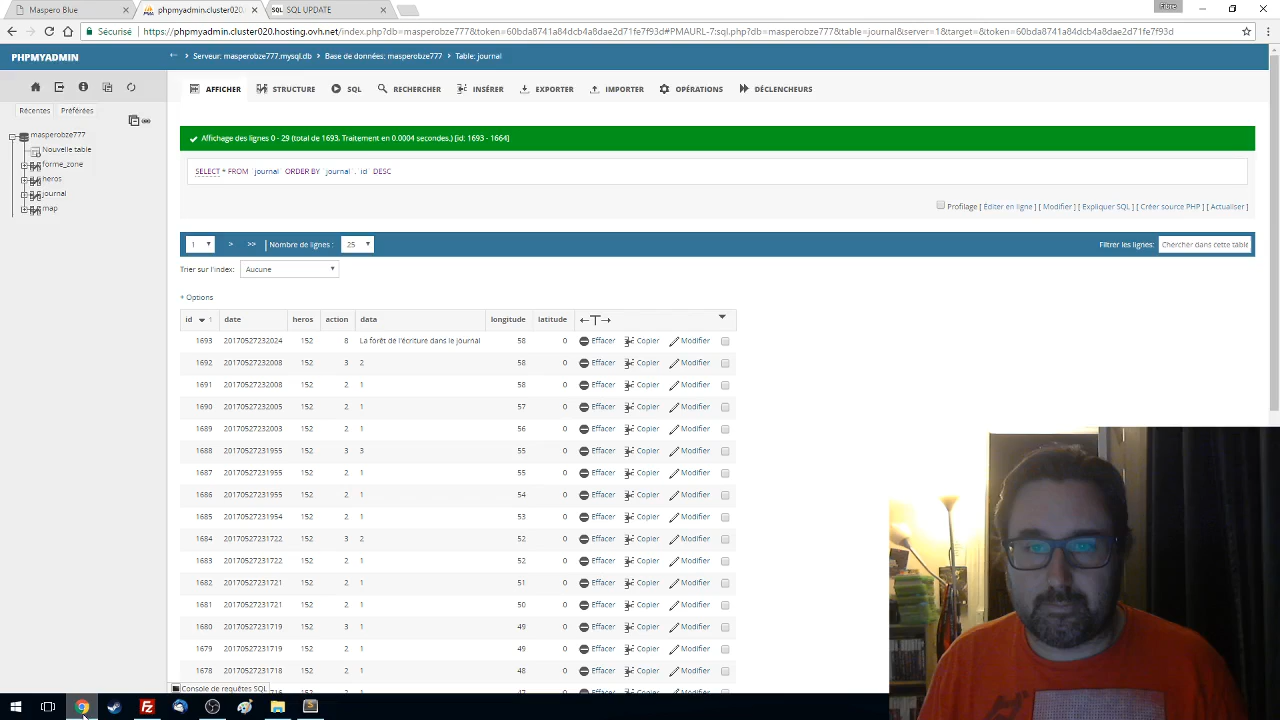 Maspero Blue
phpmyadmin.cluster020.
SQL UPDATE
Sécurisé
https://phpmyadmin.cluster020.hosting.ovh.net/index.php?db=masperobze777&token=60bda8741da84dcb4a8dae2d71fe7f93d#PMAURL-7:sql.php?db=masperobze777&table=journal&server=1&target=&token=60bda8741da84dcb4a8dae2d71fe7f93d
PHPMYADMIN
Serveur: masperobze777.mysql.db » Base de données: masperobze777 » Table: journal
AFFICHER STRUCTURE SQL RECHERCHER INSÉRER EXPORTER IMPORTER OPÉRATIONS DÉCLENCHEURS
Récentes Préférées
masperobze777
Nouvelle table
forme_zone
heros
journal
map
Affichage des lignes 0 - 29 (total de 1693, Traitement en 0.0004 secondes.) [id: 1693 - 1664]
SELECT * FROM `journal` ORDER BY `journal`.`id` DESC
Profilage [ Éditer en ligne ] [ Modifier ] [ Expliquer SQL ] [ Créer source PHP ] [ Actualiser ]
1 > >> Nombre de lignes : 25 Filtrer les lignes: Chercher dans cette table
Trier sur l'index: Aucune
+ Options
id 1 date heros action data longitude latitude ←T→
1693 20170527232024 152 8 La forêt de l'écriture dans le journal 58 0 Effacer Copier Modifier
1692 20170527232008 152 3 2 58 0 Effacer Copier Modifier
1691 20170527232008 152 2 1 58 0 Effacer Copier Modifier
1690 20170527232005 152 2 1 57 0 Effacer Copier Modifier
1689 20170527232003 152 2 1 56 0 Effacer Copier Modifier
1688 20170527231955 152 3 3 55 0 Effacer Copier Modifier
1687 20170527231955 152 2 1 55 0 Effacer Copier Modifier
1686 20170527231955 152 2 1 54 0 Effacer Copier Modifier
1685 20170527231954 152 2 1 53 0 Effacer Copier Modifier
1684 20170527231722 152 3 2 52 0 Effacer Copier Modifier
1683 20170527231722 152 2 1 52 0 Effacer Copier Modifier
1682 20170527231721 152 2 1 51 0 Effacer Copier Modifier
1681 20170527231721 152 2 1 50 0 Effacer Copier Modifier
1680 20170527231719 152 3 1 49 0 Effacer Copier Modifier
1679 20170527231719 152 2 1 49 0 Effacer Copier Modifier
1678 20170527231718 152 2 1 48 0 Effacer Copier Modifier
Console de requêtes SQL